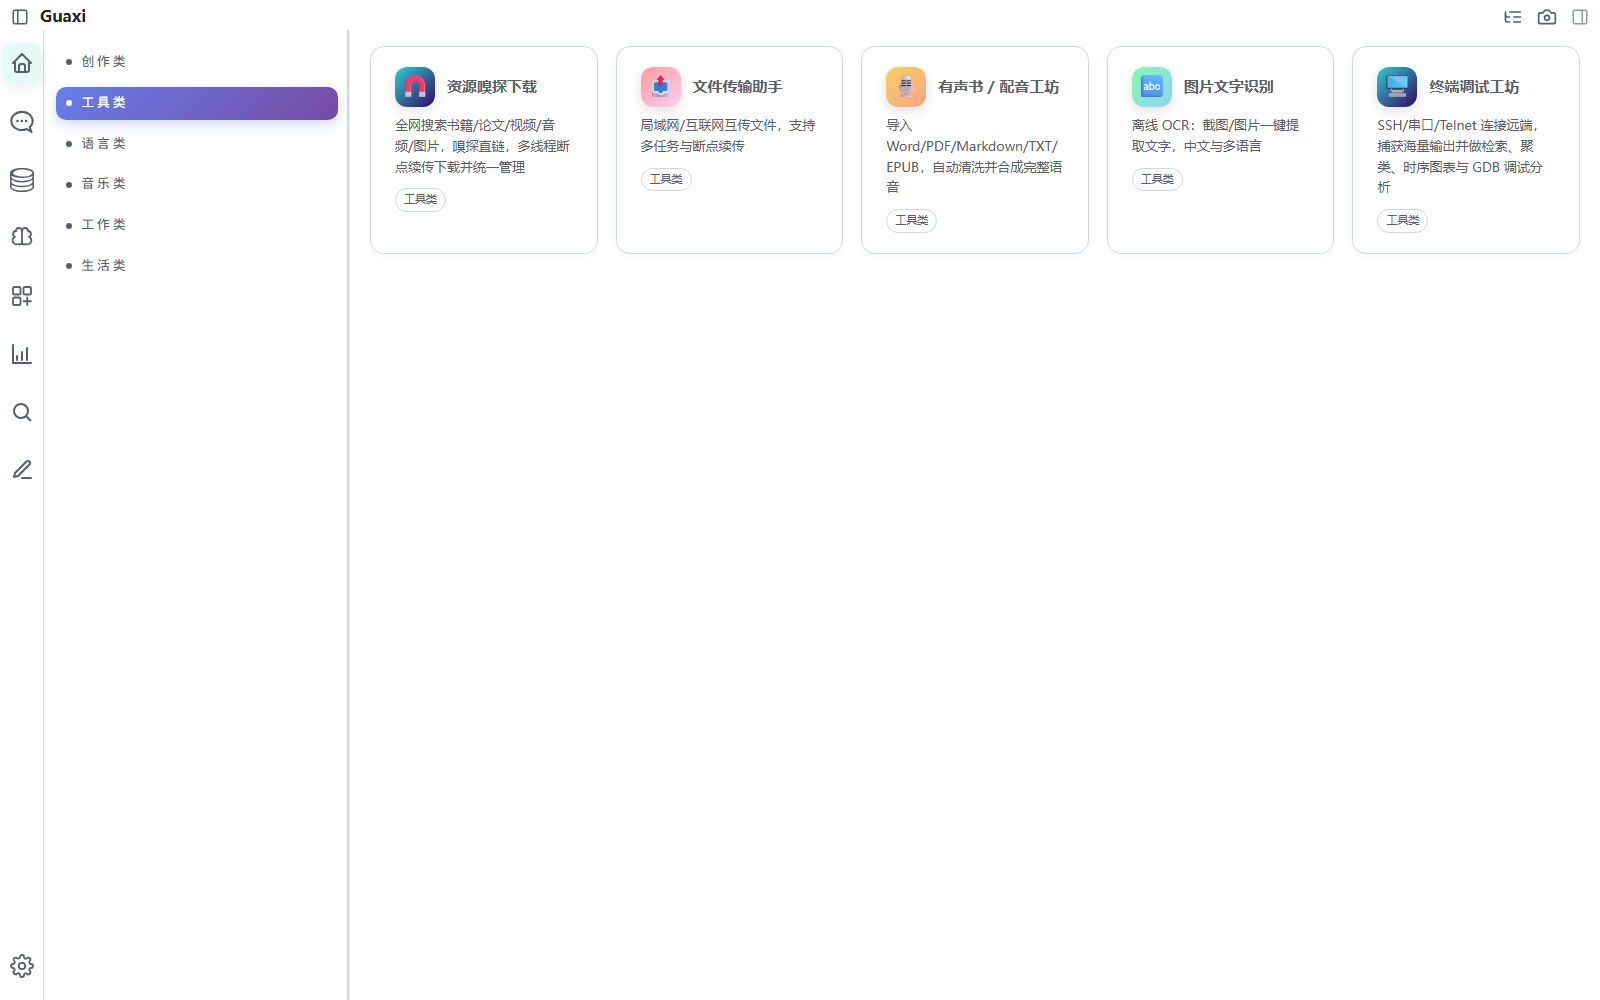 Guaxi
创作类
工具类
语言类
音乐类
工作类
生活类
资源嗅探下载
全网搜索书籍/论文/视频/音
频/图片，嗅探直链，多线程断
点续传下载并统一管理
工具类
文件传输助手
局域网/互联网互传文件，支持
多任务与断点续传
工具类
有声书 / 配音工坊
导入
Word/PDF/Markdown/TXT/
EPUB，自动清洗并合成完整语
音
工具类
abc
图片文字识别
离线 OCR：截图/图片一键提
取文字，中文与多语言
工具类
终端调试工坊
SSH/串口/Telnet 连接远端，
捕获海量输出并做检索、聚
类、时序图表与 GDB 调试分
析
工具类